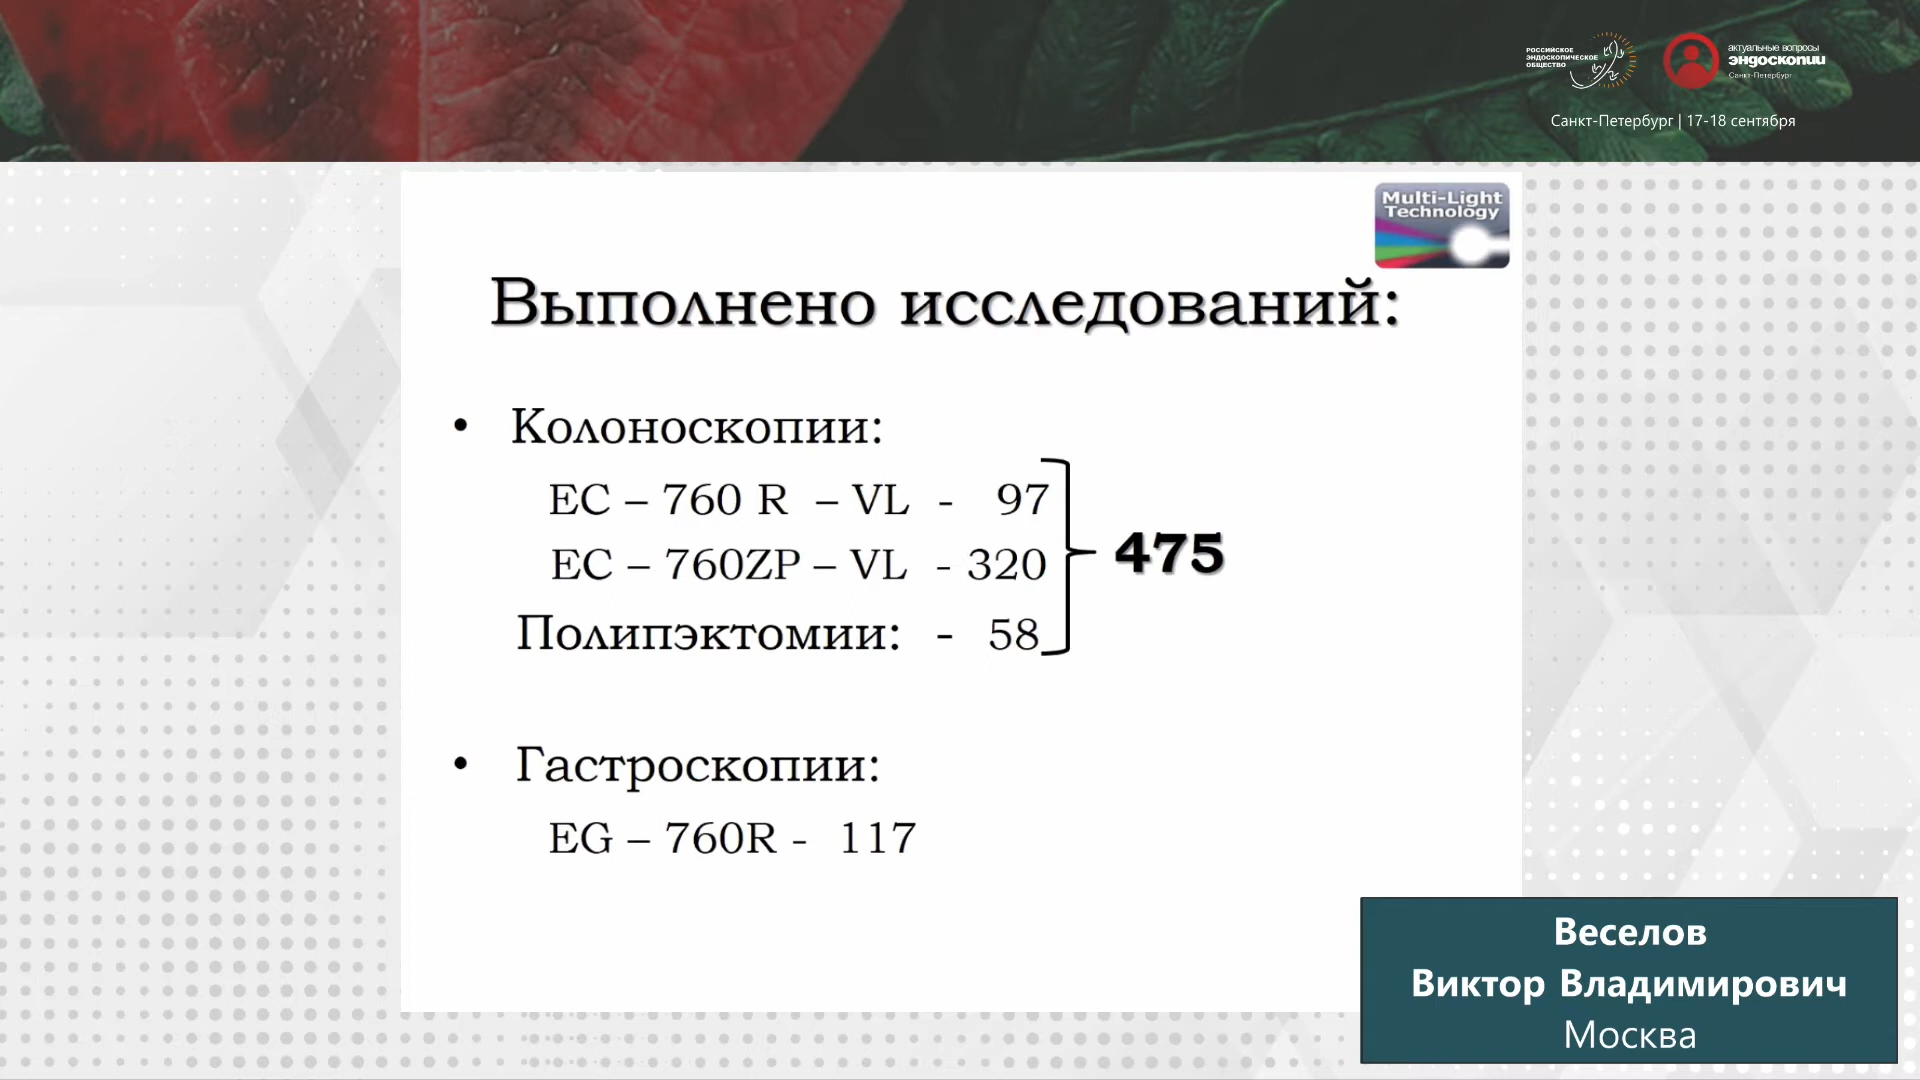 РОССИЙСКОЕ
ЭНДОСКОПИЧЕСКОЕ
ОБЩЕСТВО
актуальные вопросы
эндоскопии
Санкт-Петербург
Санкт-Петербург | 17-18 сентября
Multi-Light
Technology
Выполнено исследований:
• Колоноскопии:
EC – 760 R – VL - 97
EC – 760ZP – VL - 320
475
Полипэктомии: - 58
• Гастроскопии:
EG – 760R - 117
Веселов
Виктор Владимирович
Москва